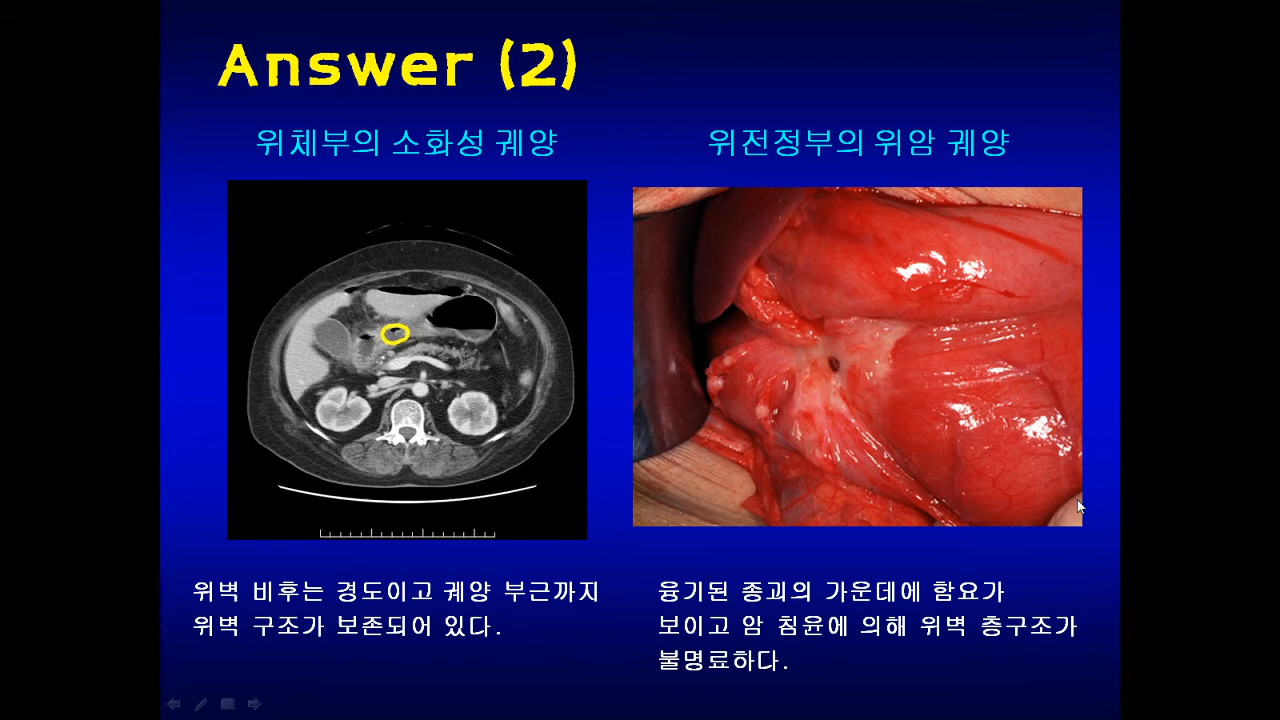 Answer (2)
위체부의 소화성 궤양
위전정부의 위암 궤양
위벽 비후는 경도이고 궤양 부근까지
위벽 구조가 보존되어 있다.
융기된 종괴의 가운데에 함요가
보이고 암 침윤에 의해 위벽 층구조가
불명료하다.